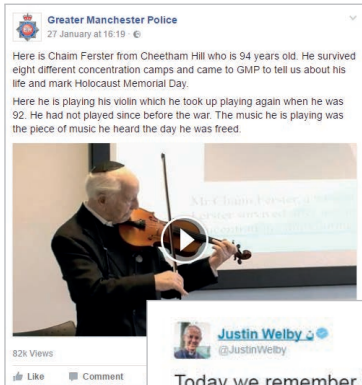 Greater Manchester Police
27 January at 16:19 ·
Here is Chaim Ferster from Cheetham Hill who is 94 years old. He survived
eight different concentration camps and came to GMP to tell us about his
life and mark Holocaust Memorial Day.
Here he is playing his violin which he took up playing again when he was
92. He had not played since before the war. The music he is playing was
the piece of music he heard the day he was freed.
82k Views
Like Comment
Justin Welby
@JustinWelby
Today we remember